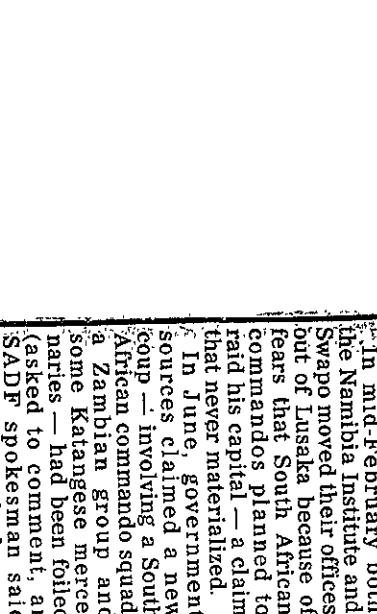 In mid-February both
the Namibia Institute and
Swapo moved their offices
out of Lusaka because of
fears that South African
commandos planned to
raid his capital — a claim
that never materialized.
In June, government
sources claimed a new
coup — involving a South
African commando squad
a Zambian group and
some Katangese merce
naries — had been foiled
(asked to comment, a
SADF spokesman said